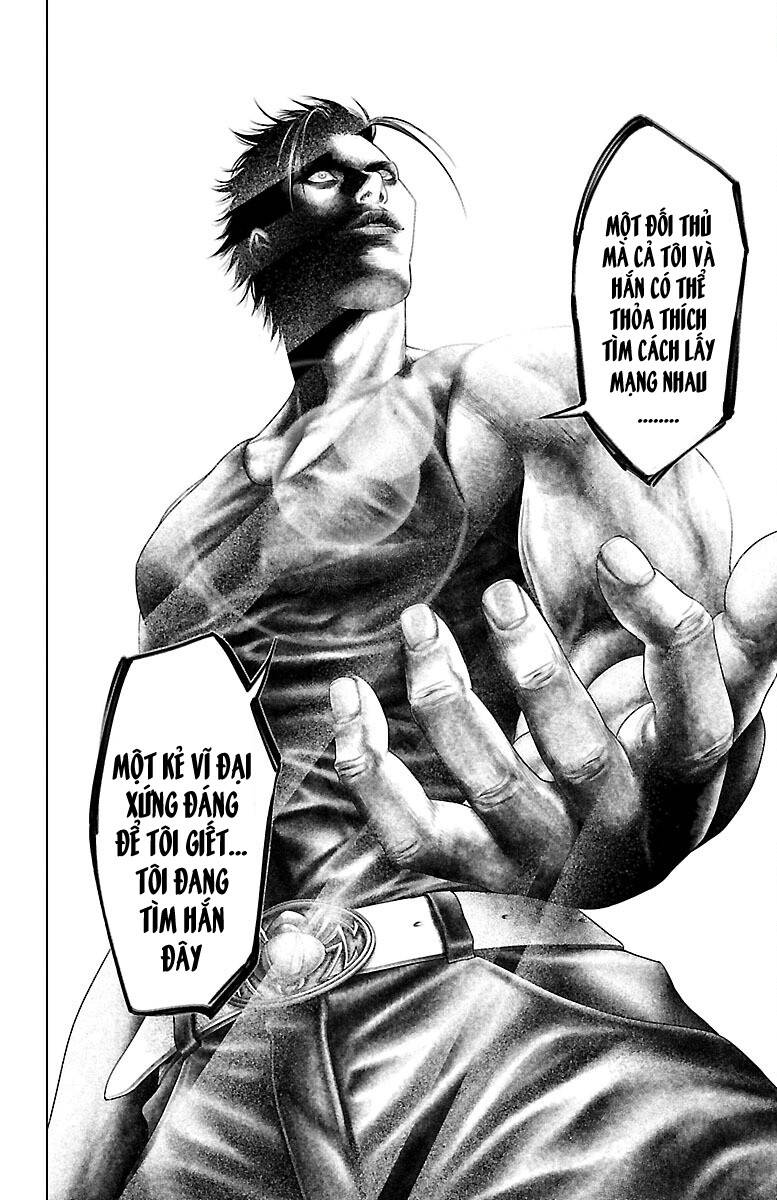 MỘT ĐỐI THỦ
MÀ CẢ TÔI VÀ
HẮN CÓ THỂ
THỎA THÍCH
TÌM CÁCH LẤY
MẠNG NHAU
.........
MỘT KẺ VĨ ĐẠI
XỨNG ĐÁNG
ĐỂ TÔI GIẾT...
TÔI ĐANG
TÌM HẮN
ĐÂY